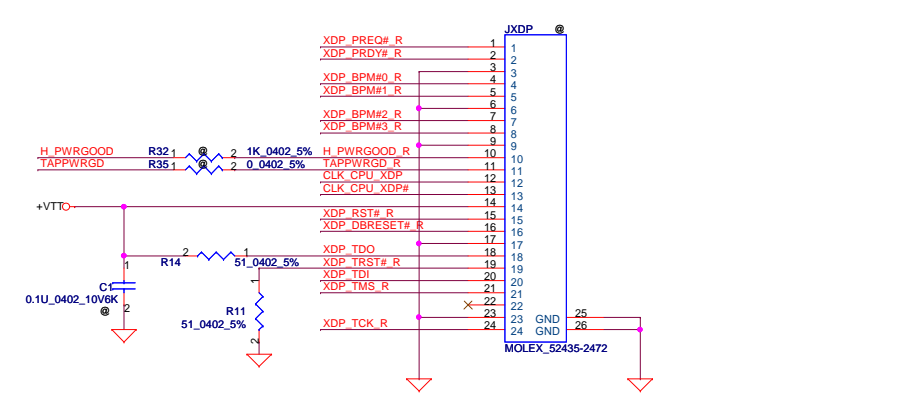 JXDP @
XDP_PREQ#_R 1 1
XDP_PRDY#_R 2 2
3 3
XDP_BPM#0_R 4 4
XDP_BPM#1_R 5 5
6 6
XDP_BPM#2_R 7 7
XDP_BPM#3_R 8 8
9 9
H_PWRGOOD R32 1 @ 2 1K_0402_5% H_PWRGOOD_R 10 10
TAPPWRGD R35 1 @ 2 0_0402_5% TAPPWRGD_R 11 11
CLK_CPU_XDP 12 12
CLK_CPU_XDP# 13 13
+VTT 14 14
XDP_RST#_R 15 15
XDP_DBRESET#_R 16 16
17 17
2 1 XDP_TDO 18 18
R14 51_0402_5% XDP_TRST#_R 19 19
1 1 XDP_TDI 20 20
C1 XDP_TMS_R 21 21
0.1U_0402_10V6K 22 22
@ 2 R11 23 23 GND 25
51_0402_5% 2 XDP_TCK_R 24 24 GND 26
MOLEX_52435-2472